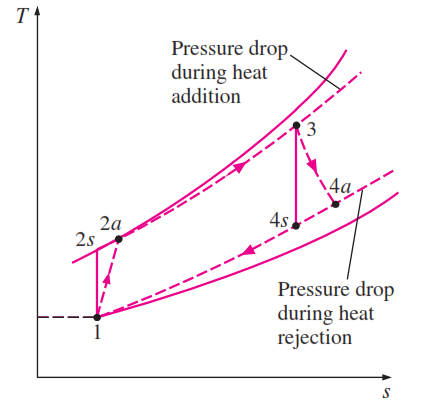 T
Pressure drop
during heat
addition
3
2a
4a
2s
4s
Pressure drop
during heat
rejection
1
s